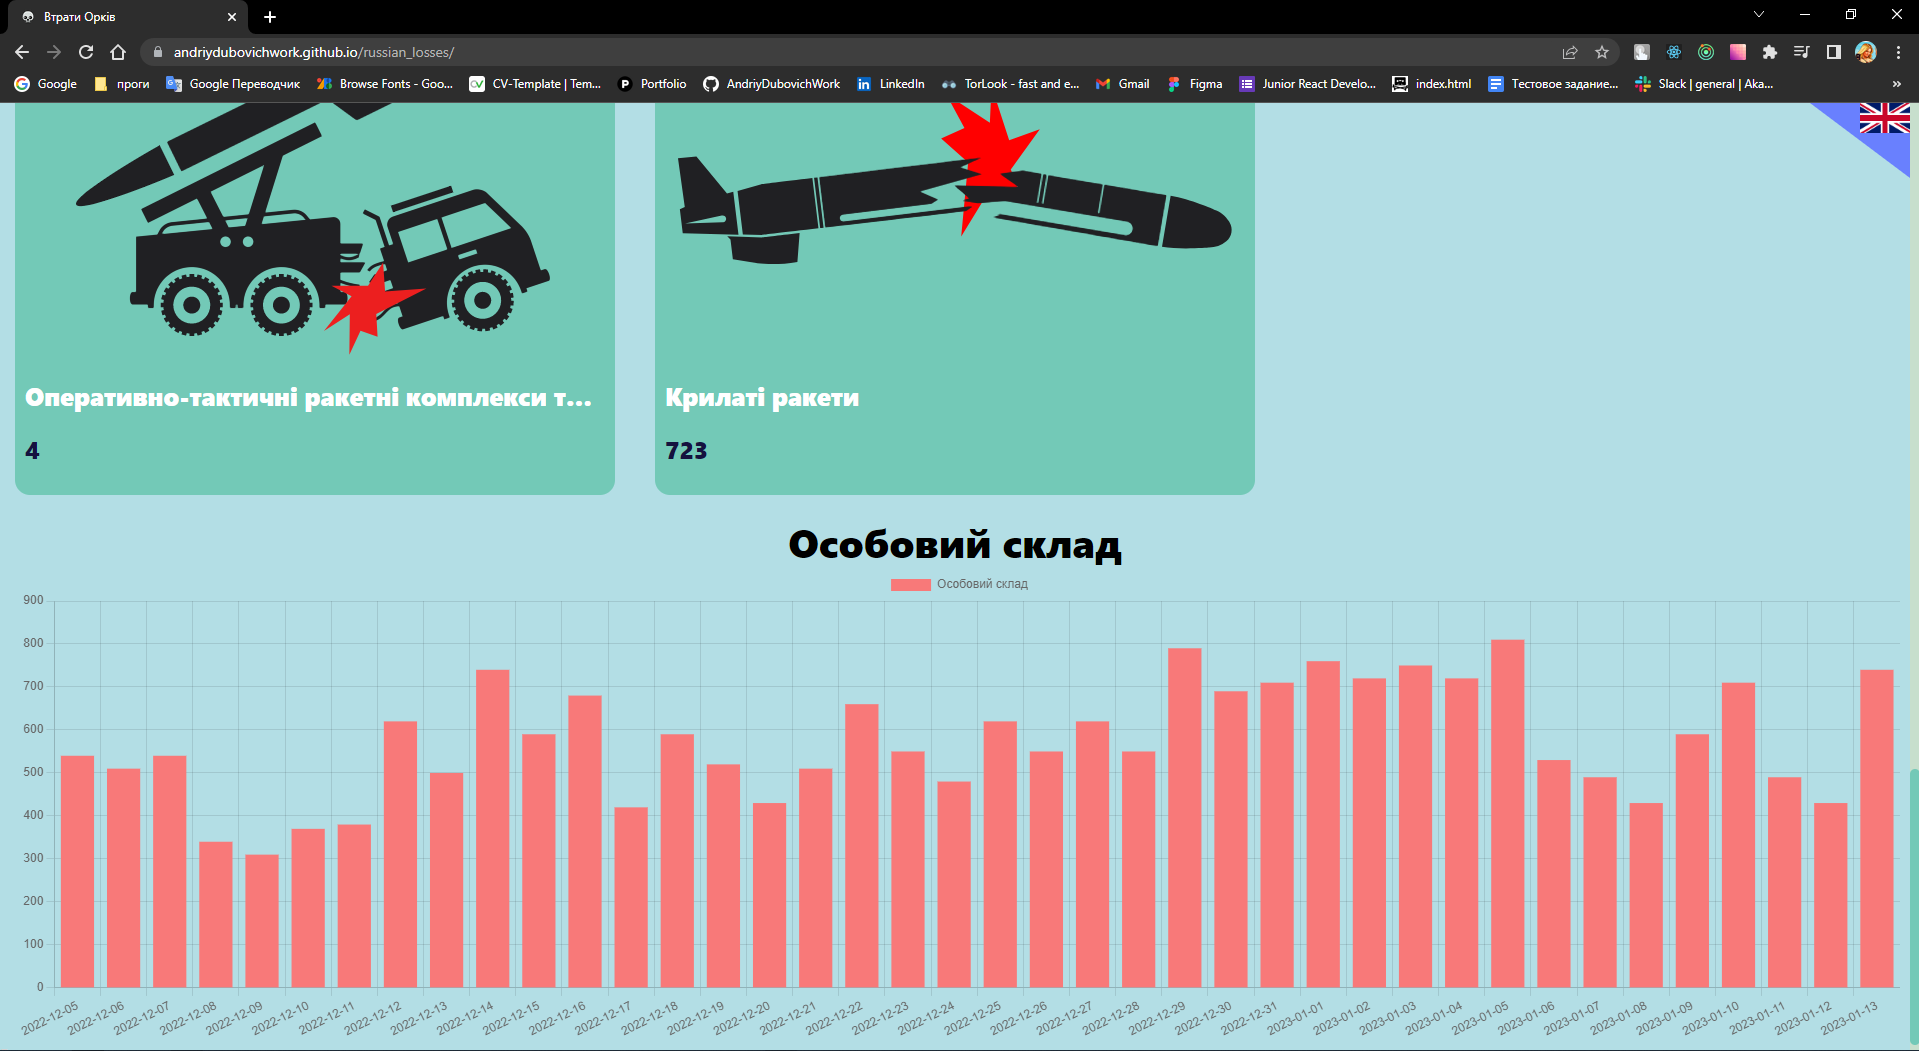 Втрати Орків
andriydubovichwork.github.io/russian_losses/
Google
проги
Google Переводчик
Browse Fonts - Goo...
CV-Template | Tem...
Portfolio
AndriyDubovichWork
LinkedIn
TorLook - fast and e...
Gmail
Figma
Junior React Develo...
index.html
Тестовое задание...
Slack | general | Aka...
»
Оперативно-тактичні ракетні комплекси т...
4
Крилаті ракети
723
Особовий склад
Особовий склад
900
800
700
600
500
400
300
200
100
0
2022-12-05
2022-12-06
2022-12-07
2022-12-08
2022-12-09
2022-12-10
2022-12-11
2022-12-12
2022-12-13
2022-12-14
2022-12-15
2022-12-16
2022-12-17
2022-12-18
2022-12-19
2022-12-20
2022-12-21
2022-12-22
2022-12-23
2022-12-24
2022-12-25
2022-12-26
2022-12-27
2022-12-28
2022-12-29
2022-12-30
2022-12-31
2023-01-01
2023-01-02
2023-01-03
2023-01-04
2023-01-05
2023-01-06
2023-01-07
2023-01-08
2023-01-09
2023-01-10
2023-01-11
2023-01-12
2023-01-13